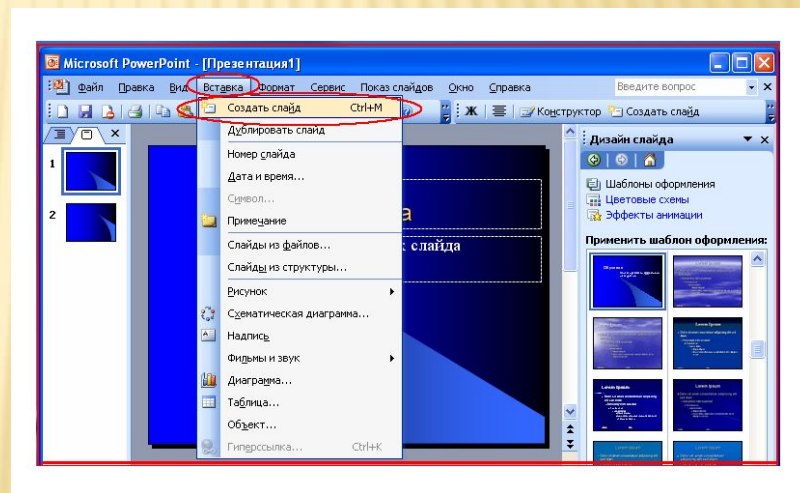 Microsoft PowerPoint - [Презентация1]
Файл Правка Вид Вставка Формат Сервис Показ слайдов Окно Справка Введите вопрос
Ж Конструктор Создать слайд
Создать слайд Ctrl+M
Дублировать слайд
Номер слайда
Дата и время...
Символ...
Примечание
Слайды из файлов...
Слайды из структуры...
Рисунок
Схематическая диаграмма...
Надпись
Фильмы и звук
Диаграмма...
Таблица...
Объект...
Гиперссылка... Ctrl+K
1
2
а
к слайда
Дизайн слайда
Шаблоны оформления
Цветовые схемы
Эффекты анимации
Применить шаблон оформления: